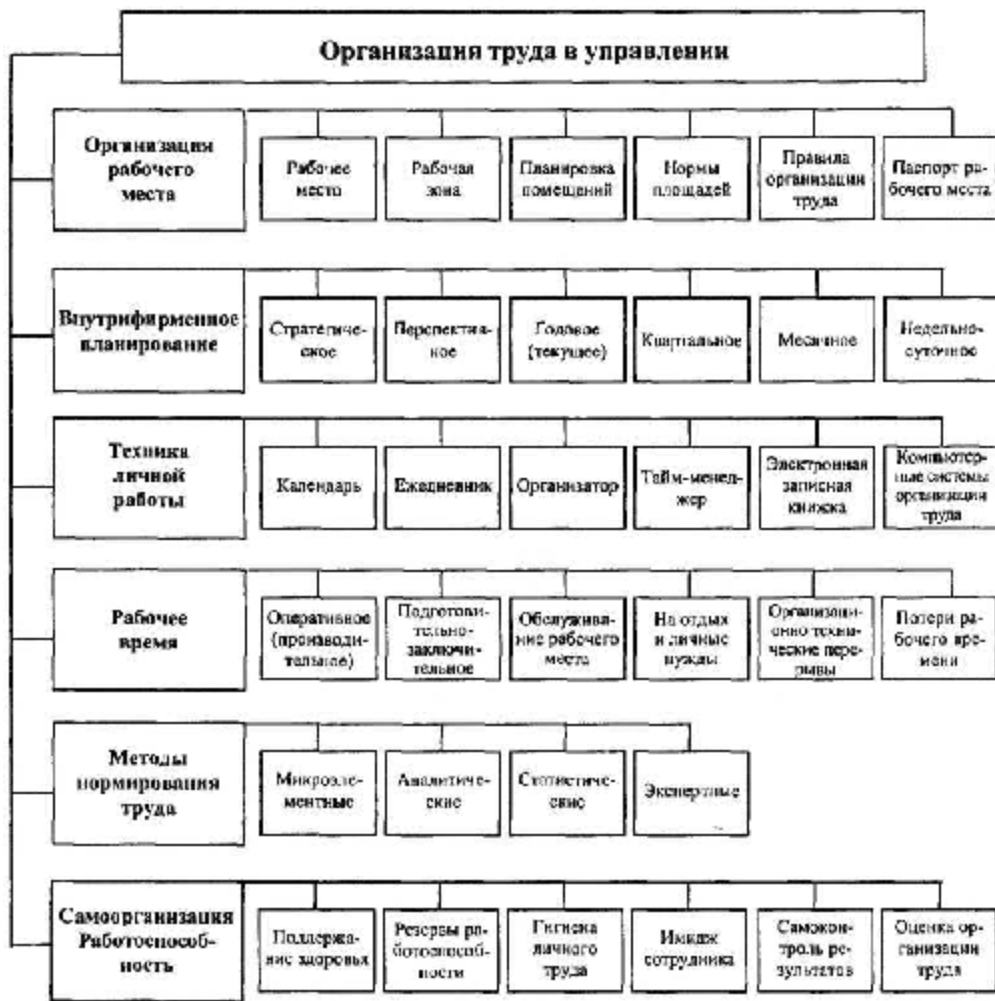 Организация труда в управлении
Организация
рабочего
места
Рабочее
место
Рабочая
зона
Планировка
помещений
Нормы
площадей
Правила
организации
труда
Паспорт ра-
бочего места
Внутрифирменное
планирование
Стратегиче-
ское
Перспектив-
ное
Годовое
(текущее)
Квартальное
Месячное
Недельно-
суточное
Техника
личной
работы
Календарь
Ежедневник
Организатор
Тайм-менед-
жер
Электронная
записная
книжка
Компьютер-
ные системы
организации
труда
Рабочее
время
Оперативное
(производи-
тельное)
Подготови-
тельно-
заключи-
тельное
Обслужива-
ние рабочего
места
На отдых
и личные
нужды
Организаци-
онно техни-
ческие пере-
рывы
Потери ра-
бочего вре-
мени
Методы
нормирования
труда
Микроэле-
ментные
Аналитиче-
ские
Статистиче-
ские
Экспертные
Самоорганизация
Работоспособ-
ность
Поддержа-
ние здоровья
Резервы ра-
ботоспособ-
ности
Гигиена
личного
труда
Имидж
сотрудника
Самокон-
троль ре-
зультатов
Оценка ор-
ганизации
труда